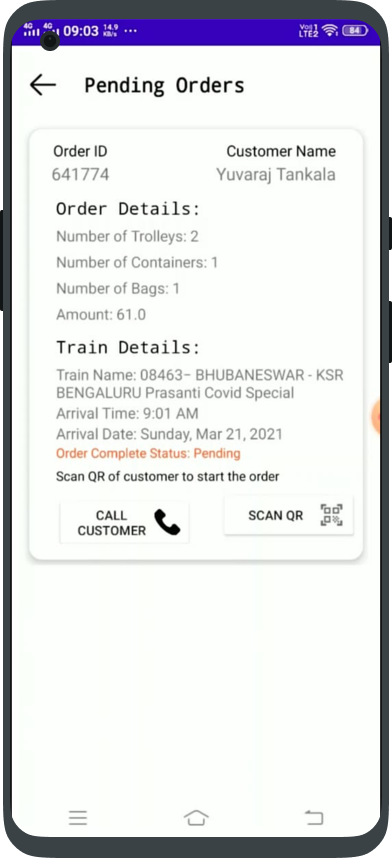 4G 4G 09:03 14.9 KB/s ... Vo) 1 LTE2 84
Pending Orders
Order ID Customer Name
641774 Yuvaraj Tankala
Order Details:
Number of Trolleys: 2
Number of Containers: 1
Number of Bags: 1
Amount: 61.0
Train Details:
Train Name: 08463– BHUBANESWAR - KSR
BENGALURU Prasanti Covid Special
Arrival Time: 9:01 AM
Arrival Date: Sunday, Mar 21, 2021
Order Complete Status: Pending
Scan QR of customer to start the order
CALL
CUSTOMER
SCAN QR